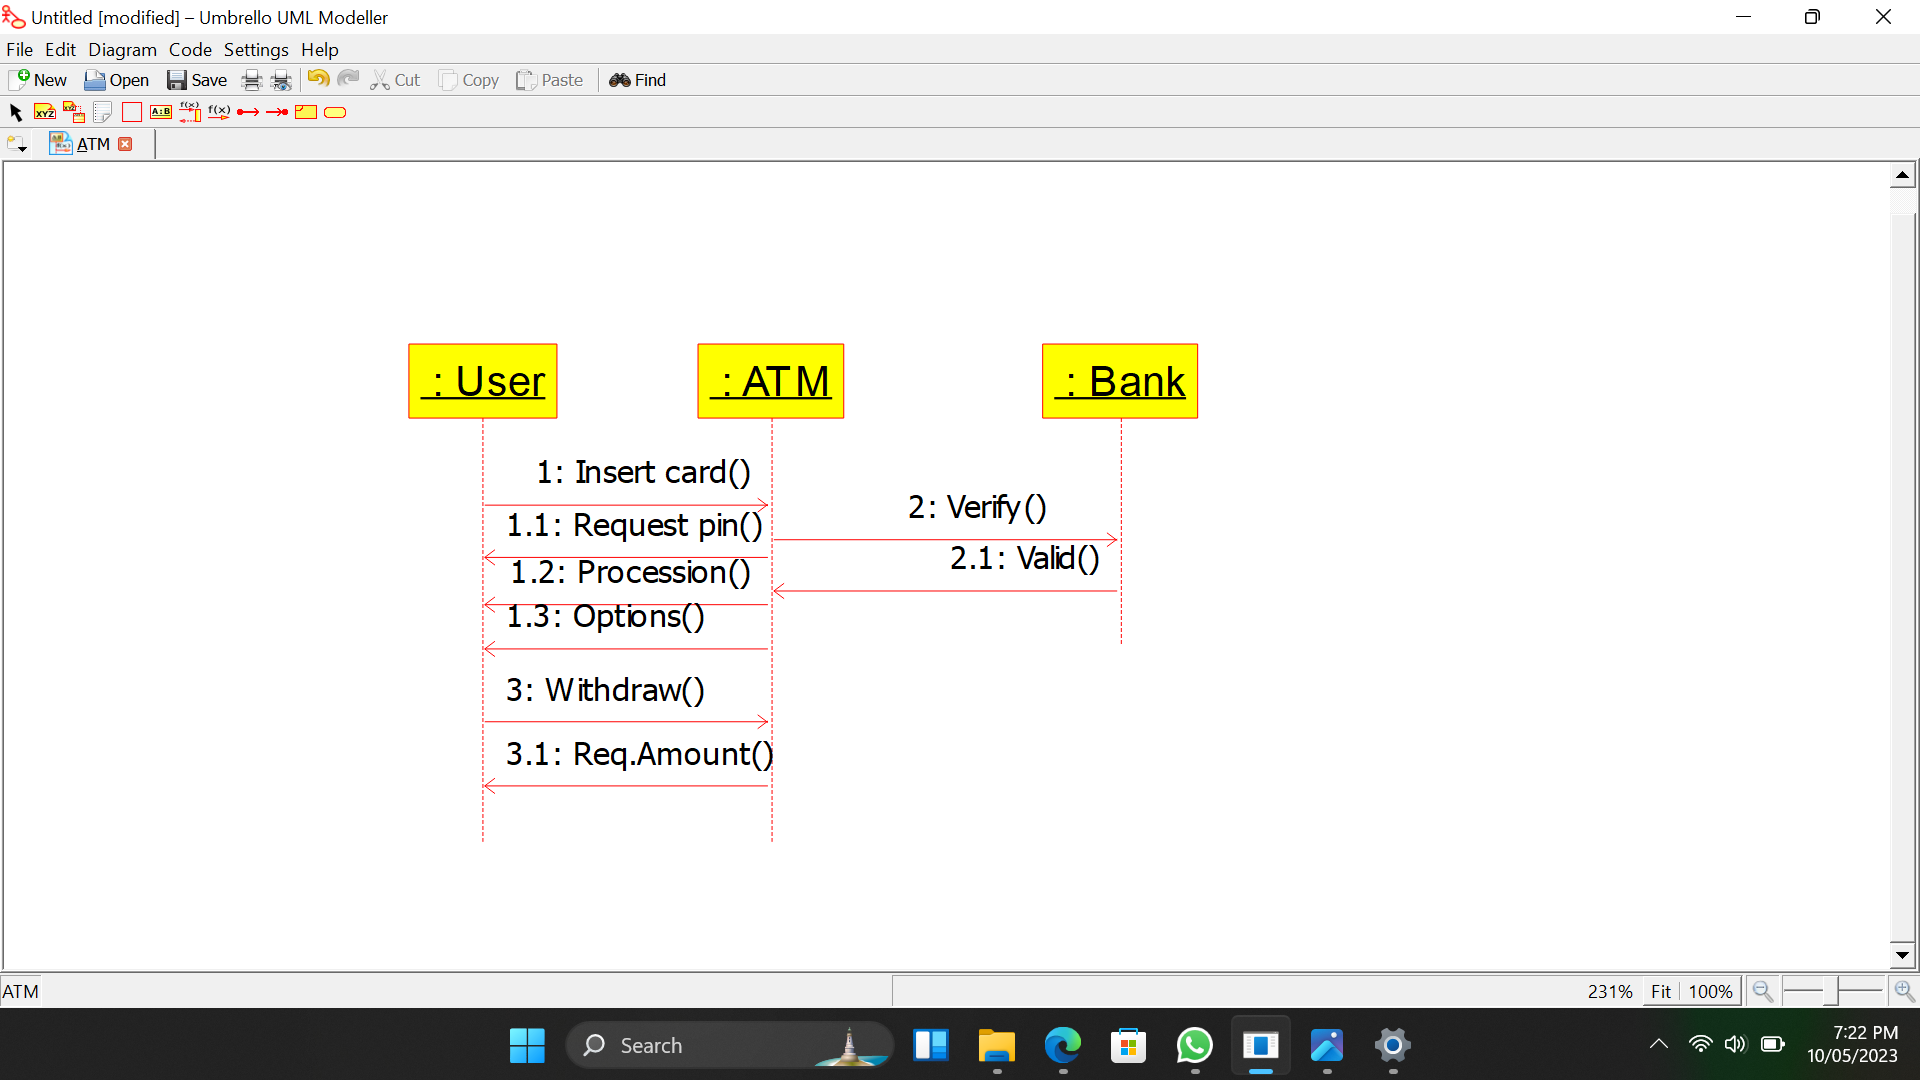 Untitled [modified] – Umbrello UML Modeller
File Edit Diagram Code Settings Help
New Open Save Cut Copy Paste Find
XYZ XYZ A:B f(x) f(x)
ATM
: User : ATM : Bank
1: Insert card()
2: Verify()
1.1: Request pin()
2.1: Valid()
1.2: Procession()
1.3: Options()
3: Withdraw()
3.1: Req.Amount()
ATM 231% Fit 100%
Search
7:22 PM
10/05/2023